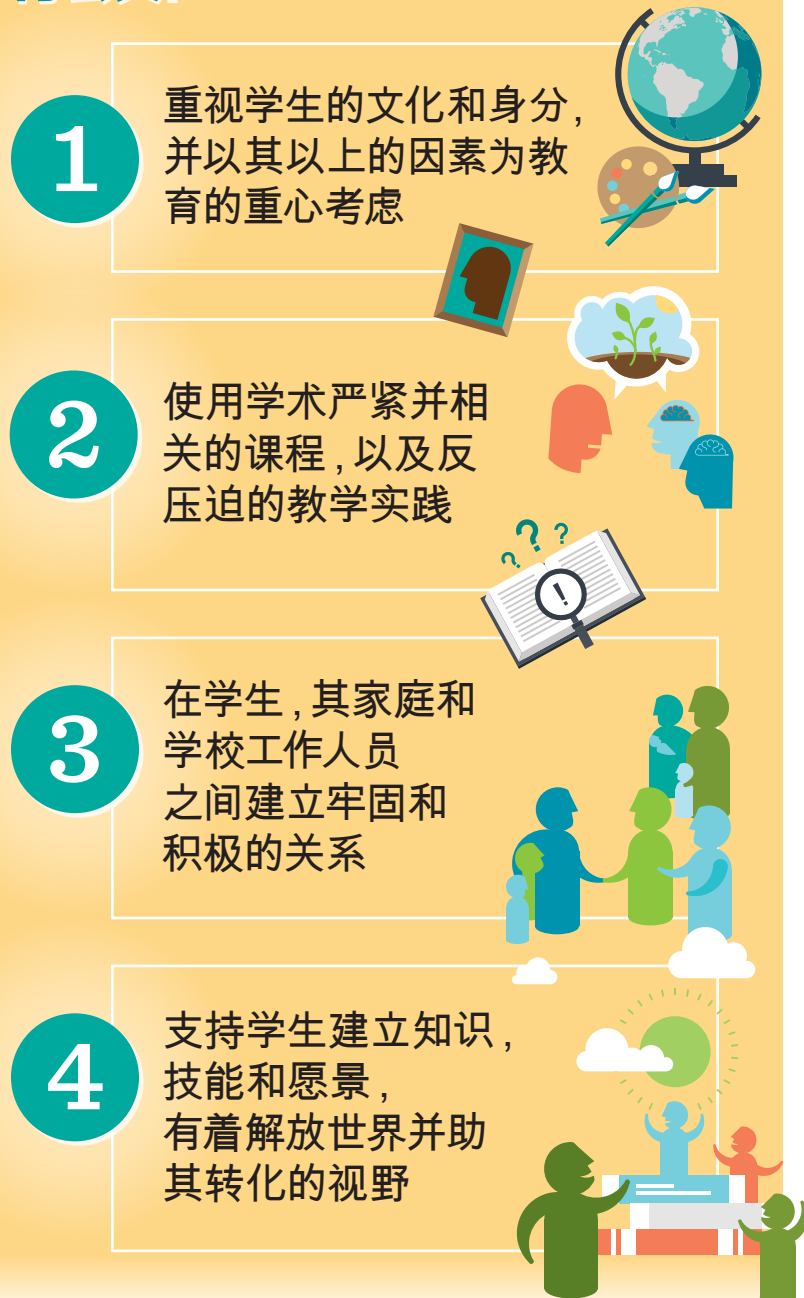 1
重视学生的文化和身分,
并以其以上的因素为教
育的重心考虑
2
使用学术严紧并相
关的课程,以及反
压迫的教学实践
???
!
3
在学生,其家庭和
学校工作人员
之间建立牢固和
积极的关系
4
支持学生建立知识,
技能和愿景,
有着解放世界并助
其转化的视野